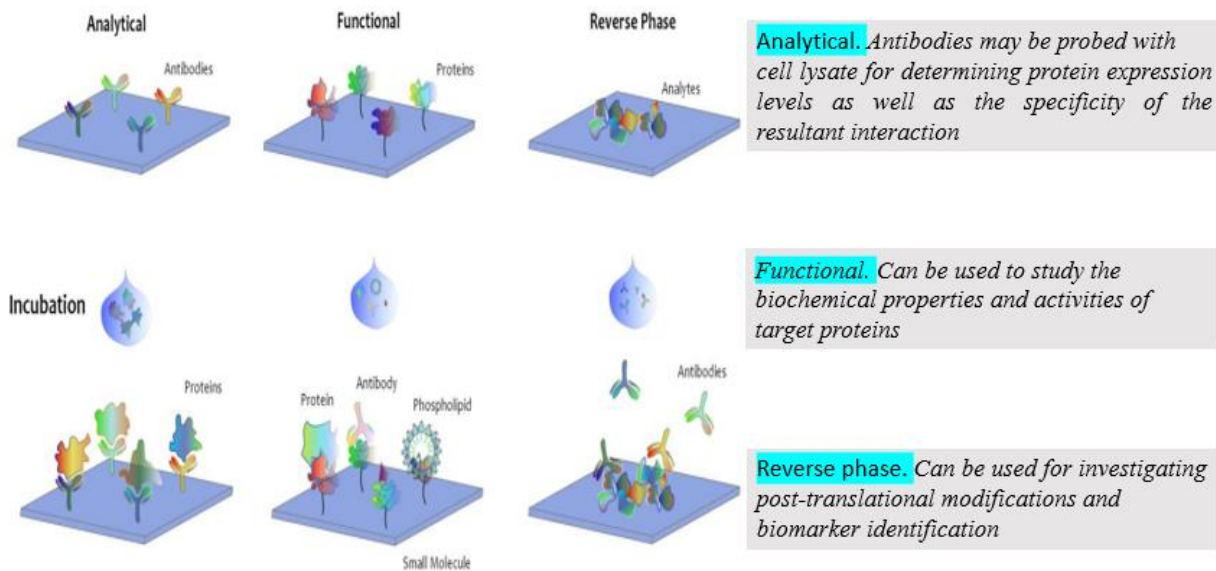 Analytical
Functional
Reverse Phase
Antibodies
Proteins
Analytes
Analytical. Antibodies may be probed with
cell lysate for determining protein expression
levels as well as the specificity of the
resultant interaction
Incubation
Functional. Can be used to study the
biochemical properties and activities of
target proteins
Proteins
Protein
Antibody
Phospholipid
Small Molecule
Antibodies
Reverse phase. Can be used for investigating
post-translational modifications and
biomarker identification